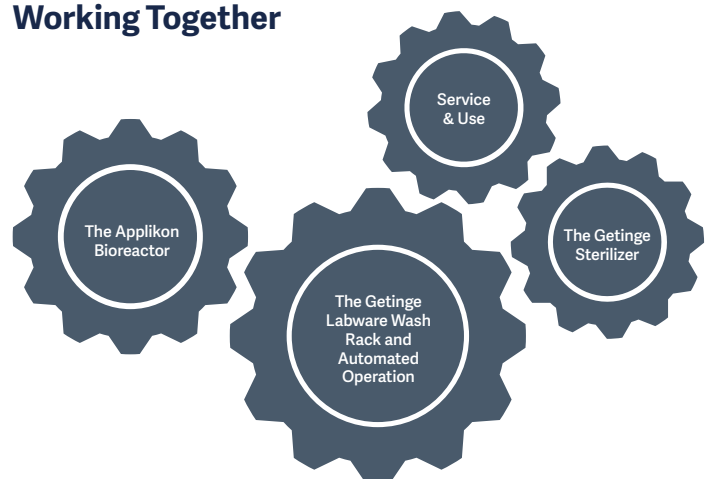 Working Together
Service
& Use
The Applikon
Bioreactor
The Getinge
Sterilizer
The Getinge
Labware Wash
Rack and
Automated
Operation